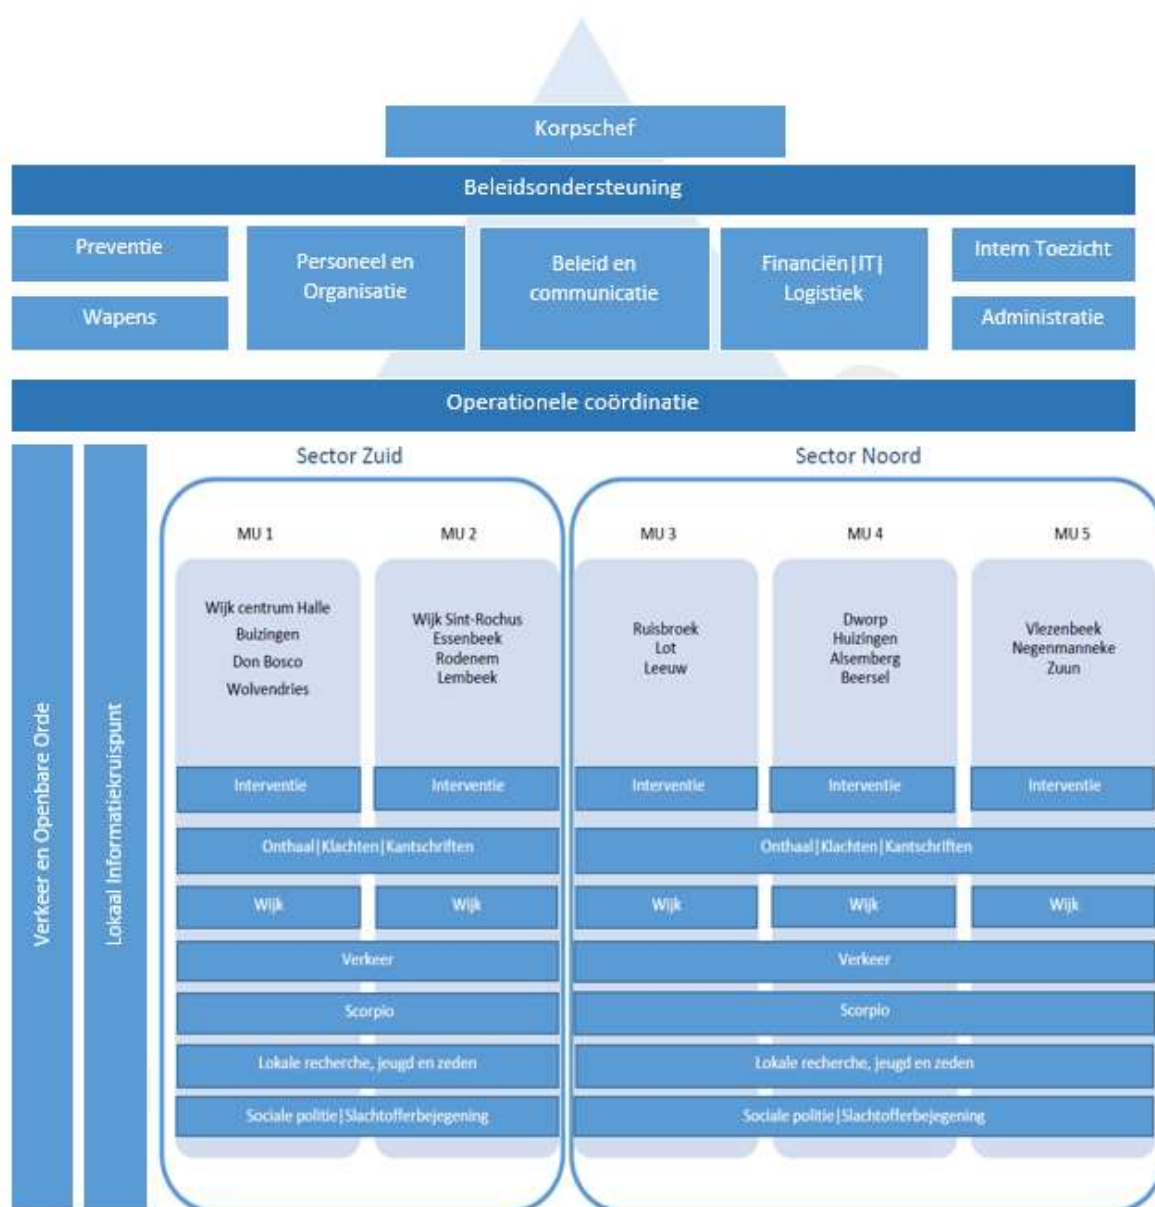 Korpschef
Beleidsondersteuning
Preventie
Wapens
Personeel en
Organisatie
Beleid en
communicatie
Financiën|IT|
Logistiek
Intern Toezicht
Administratie
Operationele coördinatie
Verkeer en Openbare Orde
Lokaal Informatiekruispunt
Sector Zuid
Sector Noord
MU 1
MU 2
MU 3
MU 4
MU 5
Wijk centrum Halle
Buizingen
Don Bosco
Wolvendries
Wijk Sint-Rochus
Essenbeek
Rodenem
Lembeek
Ruisbroek
Lot
Leeuw
Dworp
Huizingen
Alsemberg
Beersel
Vlezenbeek
Negenmanneke
Zuun
Interventie
Interventie
Interventie
Interventie
Interventie
Onthaal|Klachten|Kantschriften
Onthaal|Klachten|Kantschriften
Wijk
Wijk
Wijk
Wijk
Wijk
Verkeer
Verkeer
Scorpio
Scorpio
Lokale recherche, jeugd en zeden
Lokale recherche, jeugd en zeden
Sociale politie|Slachtofferbejegening
Sociale politie|Slachtofferbejegening